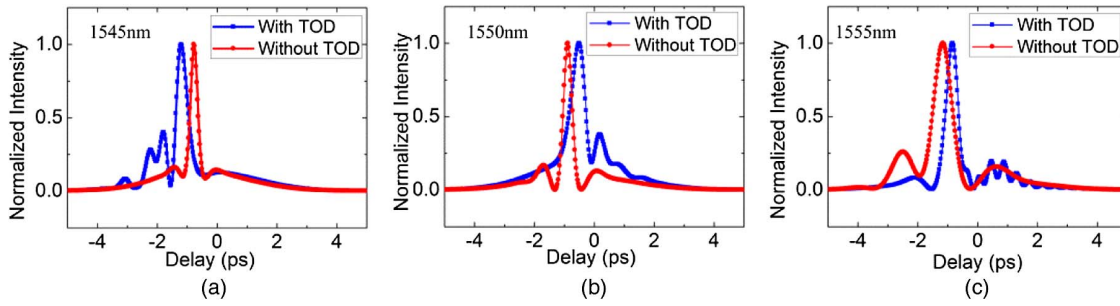 1545nm
With TOD
Without TOD
Normalized Intensity
1.0
0.5
0.0
-4 -2 0 2 4
Delay (ps)
(a)
1550nm
With TOD
Without TOD
Normalized Intensity
1.0
0.5
0.0
-4 -2 0 2 4
Delay (ps)
(b)
1555nm
With TOD
Without TOD
Normalized Intensity
1.0
0.5
0.0
-4 -2 0 2 4
Delay (ps)
(c)